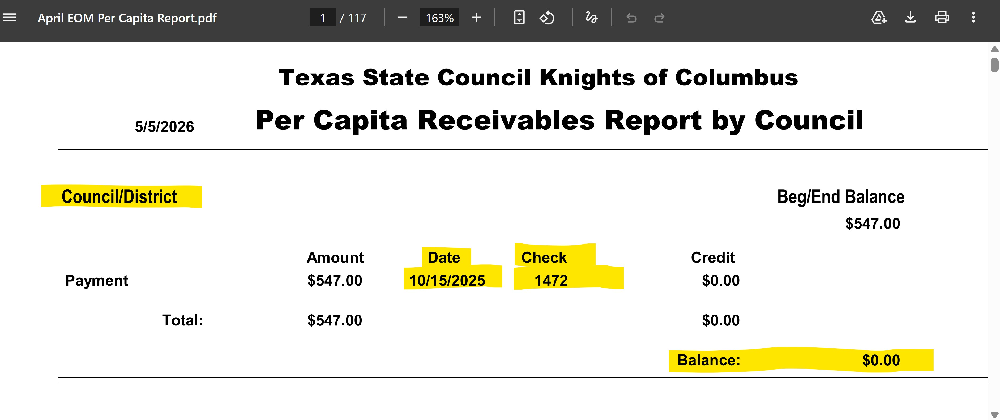 April EOM Per Capita Report.pdf 1 / 117 163%
Texas State Council Knights of Columbus
5/5/2026 Per Capita Receivables Report by Council
Council/District Beg/End Balance
$547.00
Amount Date Check Credit
Payment $547.00 10/15/2025 1472 $0.00
Total: $547.00 $0.00
Balance: $0.00